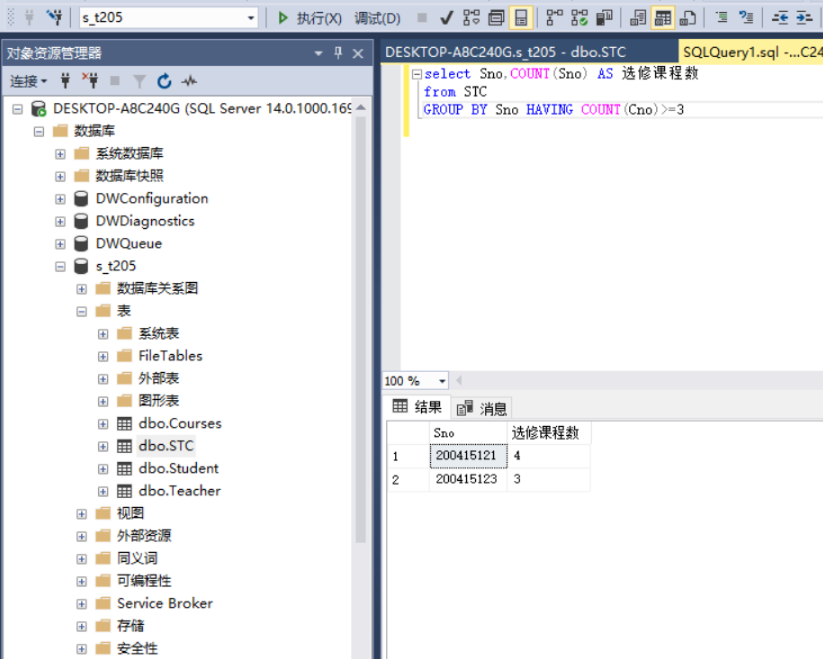 s_t205
执行(X)
调试(D)
对象资源管理器
连接
DESKTOP-A8C240G (SQL Server 14.0.1000.169
数据库
系统数据库
数据库快照
DWConfiguration
DWDiagnostics
DWQueue
s_t205
数据库关系图
表
系统表
FileTables
外部表
图形表
dbo.Courses
dbo.STC
dbo.Student
dbo.Teacher
视图
外部资源
同义词
可编程性
Service Broker
存储
安全性
DESKTOP-A8C240G.s_t205 - dbo.STC
SQLQuery1.sql -...C24
select Sno,COUNT(Sno) AS 选修课程数
from STC
GROUP BY Sno HAVING COUNT(Cno)>=3
100 %
结果
消息
Sno 选修课程数
1 200415121 4
2 200415123 3